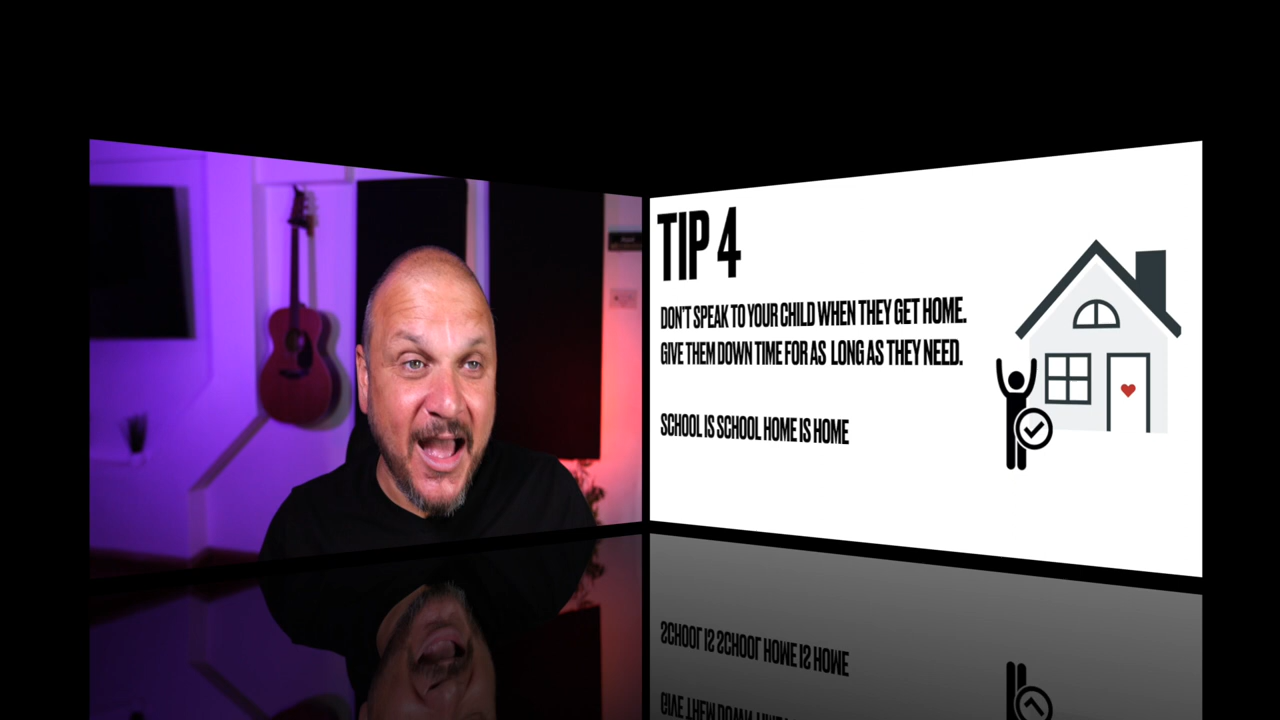 TIP 4
DON'T SPEAK TO YOUR CHILD WHEN THEY GET HOME.
GIVE THEM DOWN TIME FOR AS LONG AS THEY NEED.
SCHOOL IS SCHOOL HOME IS HOME